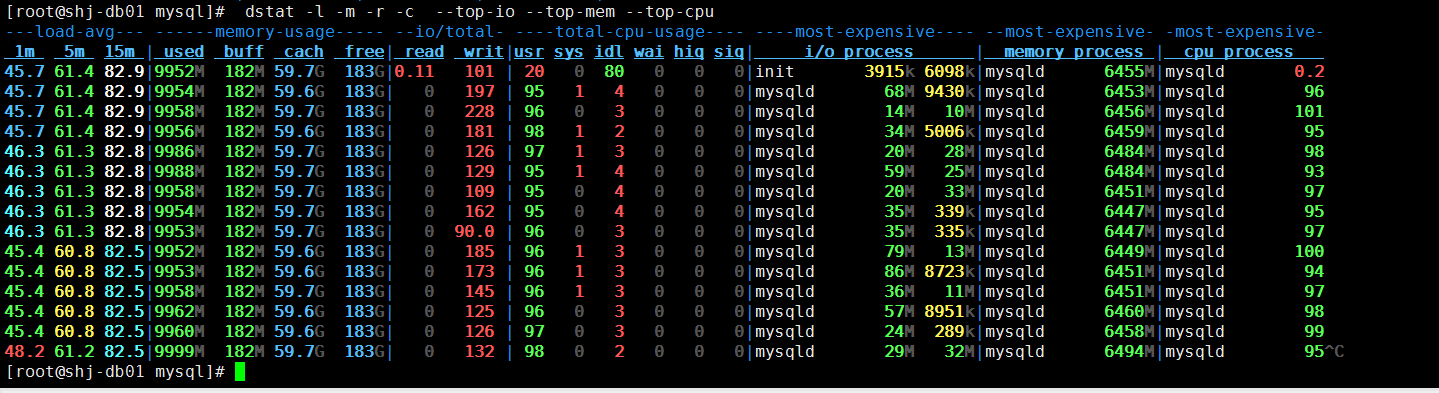 [root@shj-db01 mysql]#  dstat -l -m -r -c  --top-io --top-mem --top-cpu
---load-avg--- ------memory-usage----- --io/total- ----total-cpu-usage---- ----most-expensive---- --most-expensive- -most-expensive-
 1m   5m  15m | used  buff  cach  free| read  writ|usr sys idl wai hiq siq|     i/o process      |  memory process | cpu process
45.7 61.4 82.9|9952M  182M 59.7G  183G|0.11   101 | 20   0  80   0   0   0|init       3915k 6098k|mysqld      6455M|mysqld       0.2
45.7 61.4 82.9|9954M  182M 59.6G  183G|   0   197 | 95   1   4   0   0   0|mysqld       68M 9430k|mysqld      6453M|mysqld        96
45.7 61.4 82.9|9958M  182M 59.7G  183G|   0   228 | 96   0   3   0   0   0|mysqld       14M   10M|mysqld      6456M|mysqld       101
45.7 61.4 82.9|9956M  182M 59.6G  183G|   0   181 | 98   1   2   0   0   0|mysqld       34M 5006k|mysqld      6459M|mysqld        95
46.3 61.3 82.8|9986M  182M 59.7G  183G|   0   126 | 97   1   3   0   0   0|mysqld       20M   28M|mysqld      6484M|mysqld        98
46.3 61.3 82.8|9988M  182M 59.7G  183G|   0   129 | 95   1   4   0   0   0|mysqld       59M   25M|mysqld      6484M|mysqld        93
46.3 61.3 82.8|9958M  182M 59.7G  183G|   0   109 | 95   0   4   0   0   0|mysqld       20M   33M|mysqld      6451M|mysqld        97
46.3 61.3 82.8|9954M  182M 59.7G  183G|   0   162 | 95   0   4   0   0   0|mysqld       35M  339k|mysqld      6447M|mysqld        95
46.3 61.3 82.8|9953M  182M 59.7G  183G|   0  90.0 | 96   0   3   0   0   0|mysqld       35M  335k|mysqld      6447M|mysqld        97
45.4 60.8 82.5|9952M  182M 59.6G  183G|   0   185 | 96   1   3   0   0   0|mysqld       79M   13M|mysqld      6449M|mysqld       100
45.4 60.8 82.5|9953M  182M 59.6G  183G|   0   173 | 96   1   3   0   0   0|mysqld       86M 8723k|mysqld      6451M|mysqld        94
45.4 60.8 82.5|9958M  182M 59.6G  183G|   0   145 | 96   1   3   0   0   0|mysqld       36M   11M|mysqld      6451M|mysqld        97
45.4 60.8 82.5|9962M  182M 59.6G  183G|   0   125 | 96   0   3   0   0   0|mysqld       57M 8951k|mysqld      6460M|mysqld        98
45.4 60.8 82.5|9960M  182M 59.6G  183G|   0   126 | 97   0   3   0   0   0|mysqld       24M  289k|mysqld      6458M|mysqld        99
48.2 61.2 82.5|9999M  182M 59.7G  183G|   0   132 | 98   0   2   0   0   0|mysqld       29M   32M|mysqld      6494M|mysqld        95^C
[root@shj-db01 mysql]#